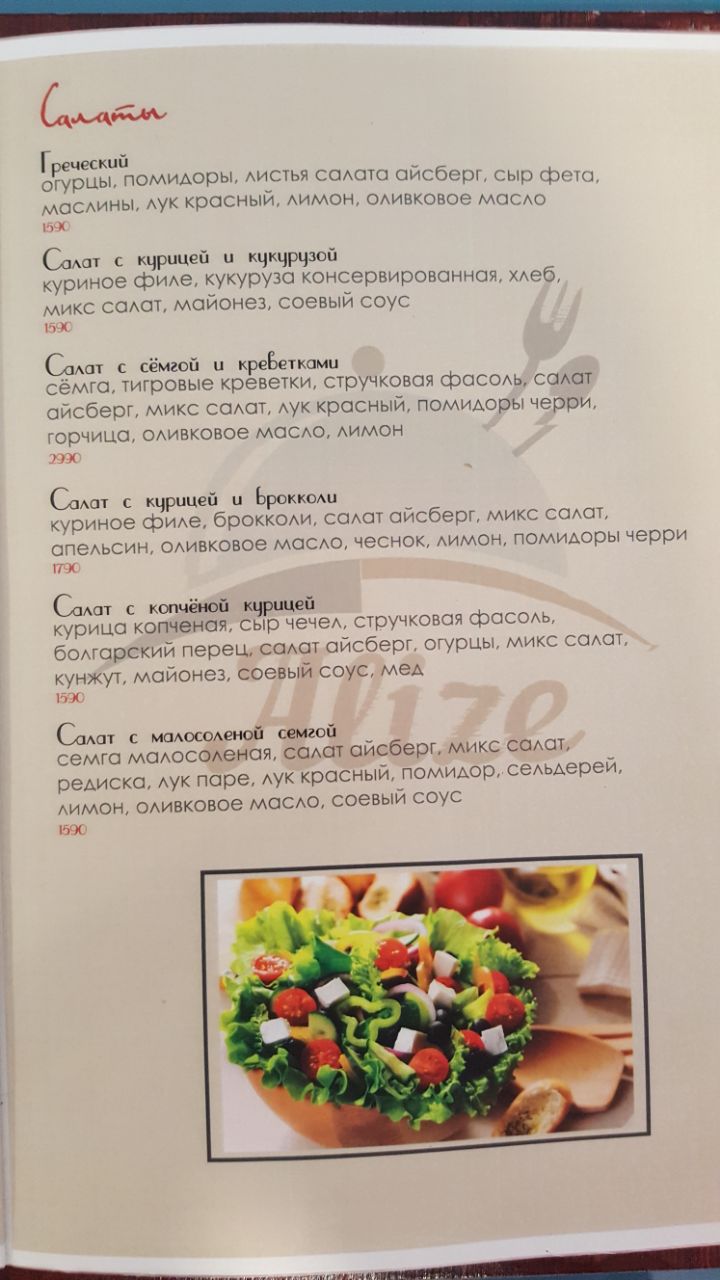 Салаты
Греческий
огурцы, помидоры, листья салата айсберг, сыр фета,
маслины, лук красный, лимон, оливковое масло
1590
Салат с курицей и кукурузой
куриное филе, кукуруза консервированная, хлеб,
микс салат, майонез, соевый соус
1590
Салат с сёмгой и креветками
сёмга, тигровые креветки, стручковая фасоль, салат
айсберг, микс салат, лук красный, помидоры черри,
горчица, оливковое масло, лимон
2990
Салат с курицей и брокколи
куриное филе, брокколи, салат айсберг, микс салат,
апельсин, оливковое масло, чеснок, лимон, помидоры черри
1790
Салат с копчёной курицей
курица копченая, сыр чечел, стручковая фасоль,
болгарский перец, салат айсберг, огурцы, микс салат,
кунжут, майонез, соевый соус, мед
1590
Alize
Салат с малосоленой семгой
семга малосоленая, салат айсберг, микс салат,
редиска, лук паре, лук красный, помидор, сельдерей,
лимон, оливковое масло, соевый соус
1590